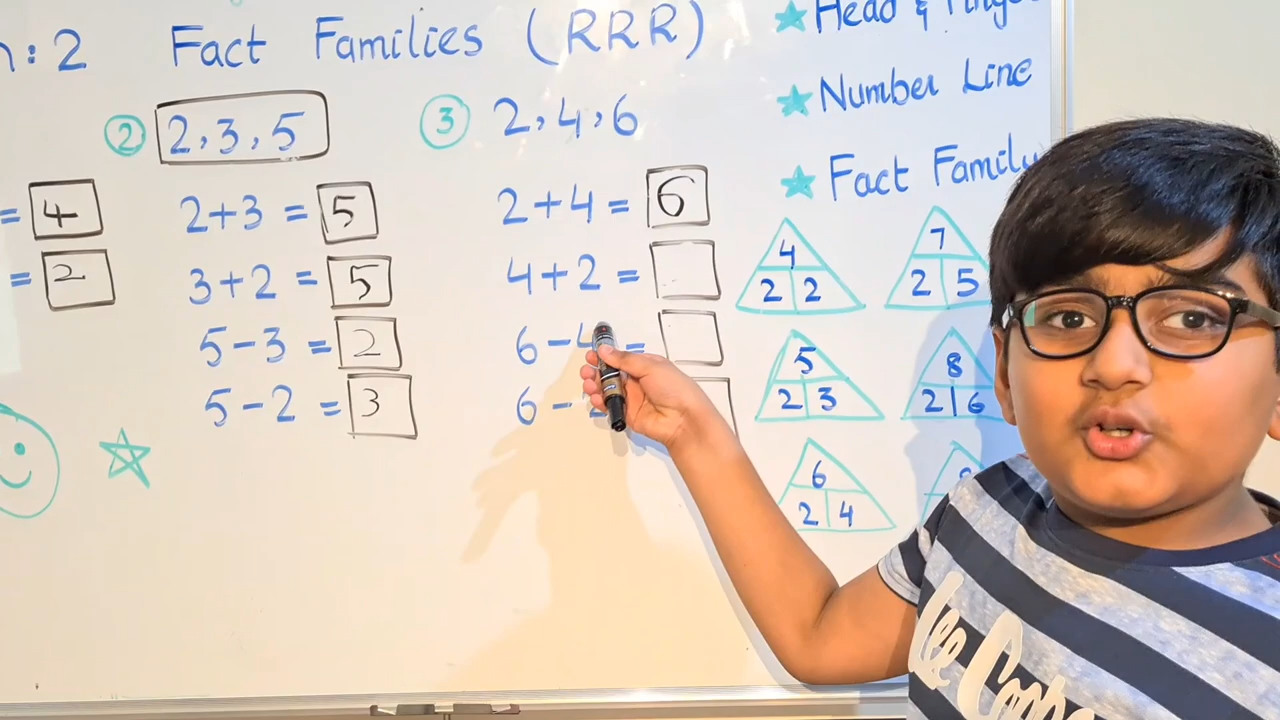 : 2 Fact Families (RRR)
② 2, 3, 5
③ 2, 4, 6
= 4
= 2
2+3 = 5
3+2 = 5
5-3 = 2
5-2 = 3
2+4 = 6
4+2 =
6-4 =
6-2
★ Head &
★ Number Line
★ Fact Family
4
2 2
7
2 5
5
2 3
8
2 6
6
2 4